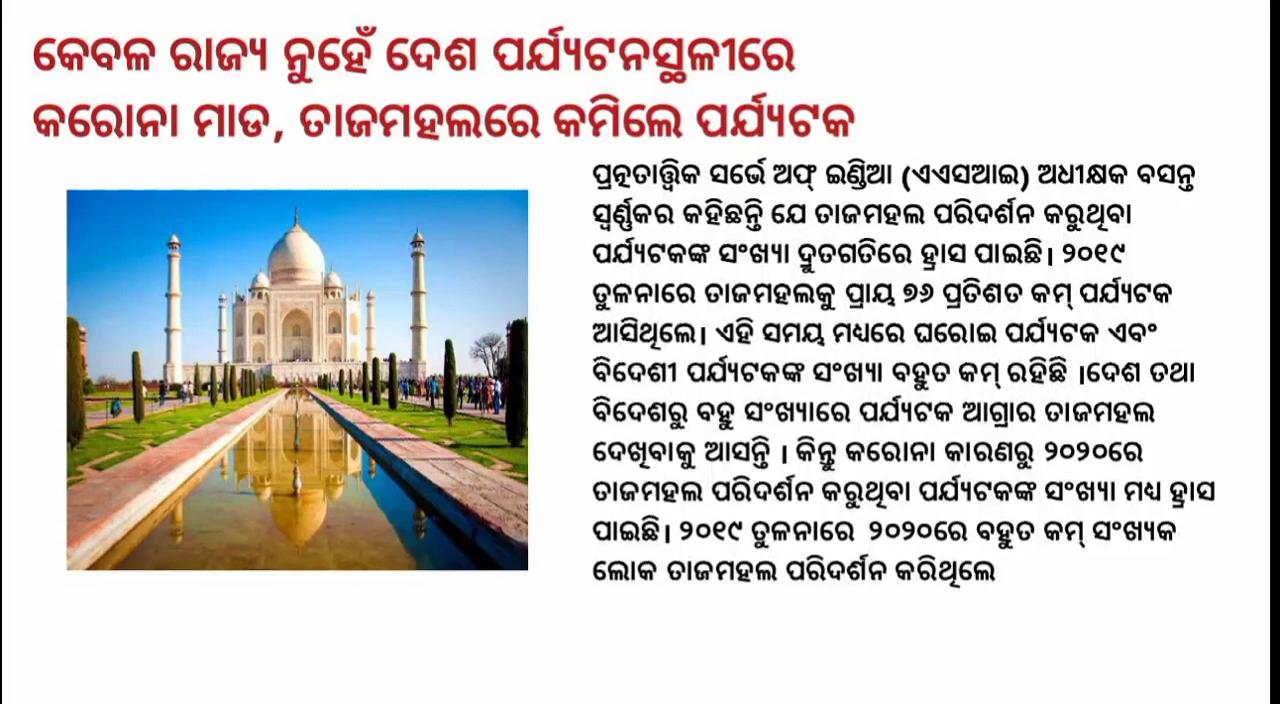 କେବଳ ରାଜ୍ୟ ନୁହେଁ ଦେଶ ପର୍ଯ୍ୟଟନସ୍ଥଳୀରେ
କରୋନା ମାଡ, ତାଜମହଲରେ କମିଲେ ପର୍ଯ୍ୟଟକ
ପ୍ରତ୍ନତାତ୍ତ୍ୱିକ ସର୍ଭେ ଅଫ୍ ଇଣ୍ଡିଆ (ଏଏସଆଇ) ଅଧୀକ୍ଷକ ବସନ୍ତ
ସ୍ୱର୍ଣ୍ଣକର କହିଛନ୍ତି ଯେ ତାଜମହଲ ପରିଦର୍ଶନ କରୁଥିବା
ପର୍ଯ୍ୟଟକଙ୍କ ସଂଖ୍ୟା ଦ୍ରୁତଗତିରେ ହ୍ରାସ ପାଇଛି। ୨୦୧୯
ତୁଳନାରେ ତାଜମହଲକୁ ପ୍ରାୟ ୭୬ ପ୍ରତିଶତ କମ୍ ପର୍ଯ୍ୟଟକ
ଆସିଥିଲେ। ଏହି ସମୟ ମଧ୍ୟରେ ଘରୋଇ ପର୍ଯ୍ୟଟକ ଏବଂ
ବିଦେଶୀ ପର୍ଯ୍ୟଟକଙ୍କ ସଂଖ୍ୟା ବହୁତ କମ୍ ରହିଛି ।ଦେଶ ତଥା
ବିଦେଶରୁ ବହୁ ସଂଖ୍ୟାରେ ପର୍ଯ୍ୟଟକ ଆଗ୍ରାର ତାଜମହଲ
ଦେଖିବାକୁ ଆସନ୍ତି । କିନ୍ତୁ କରୋନା କାରଣରୁ ୨୦୨୦ରେ
ତାଜମହଲ ପରିଦର୍ଶନ କରୁଥିବା ପର୍ଯ୍ୟଟକଙ୍କ ସଂଖ୍ୟା ମଧ୍ୟ ହ୍ରାସ
ପାଇଛି। ୨୦୧୯ ତୁଳନାରେ ୨୦୨୦ରେ ବହୁତ କମ୍ ସଂଖ୍ୟକ
ଲୋକ ତାଜମହଲ ପରିଦର୍ଶନ କରିଥିଲେ